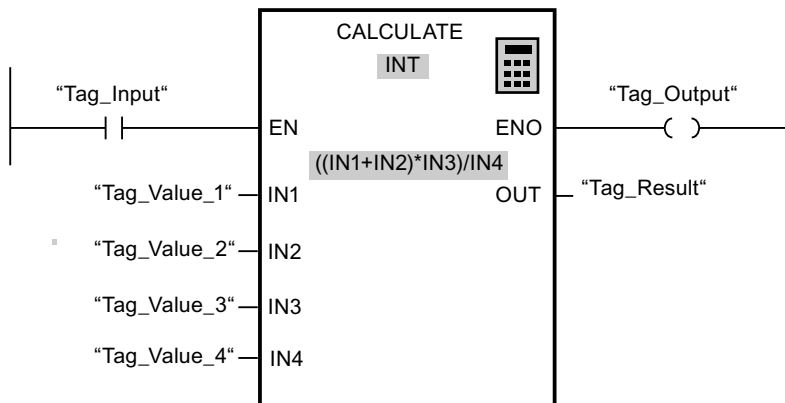 CALCULATE
INT
“Tag_Input“
“Tag_Output“
EN
ENO
((IN1+IN2)*IN3)/IN4
“Tag_Value_1“
IN1
OUT
“Tag_Result“
“Tag_Value_2“
IN2
“Tag_Value_3“
IN3
“Tag_Value_4“
IN4